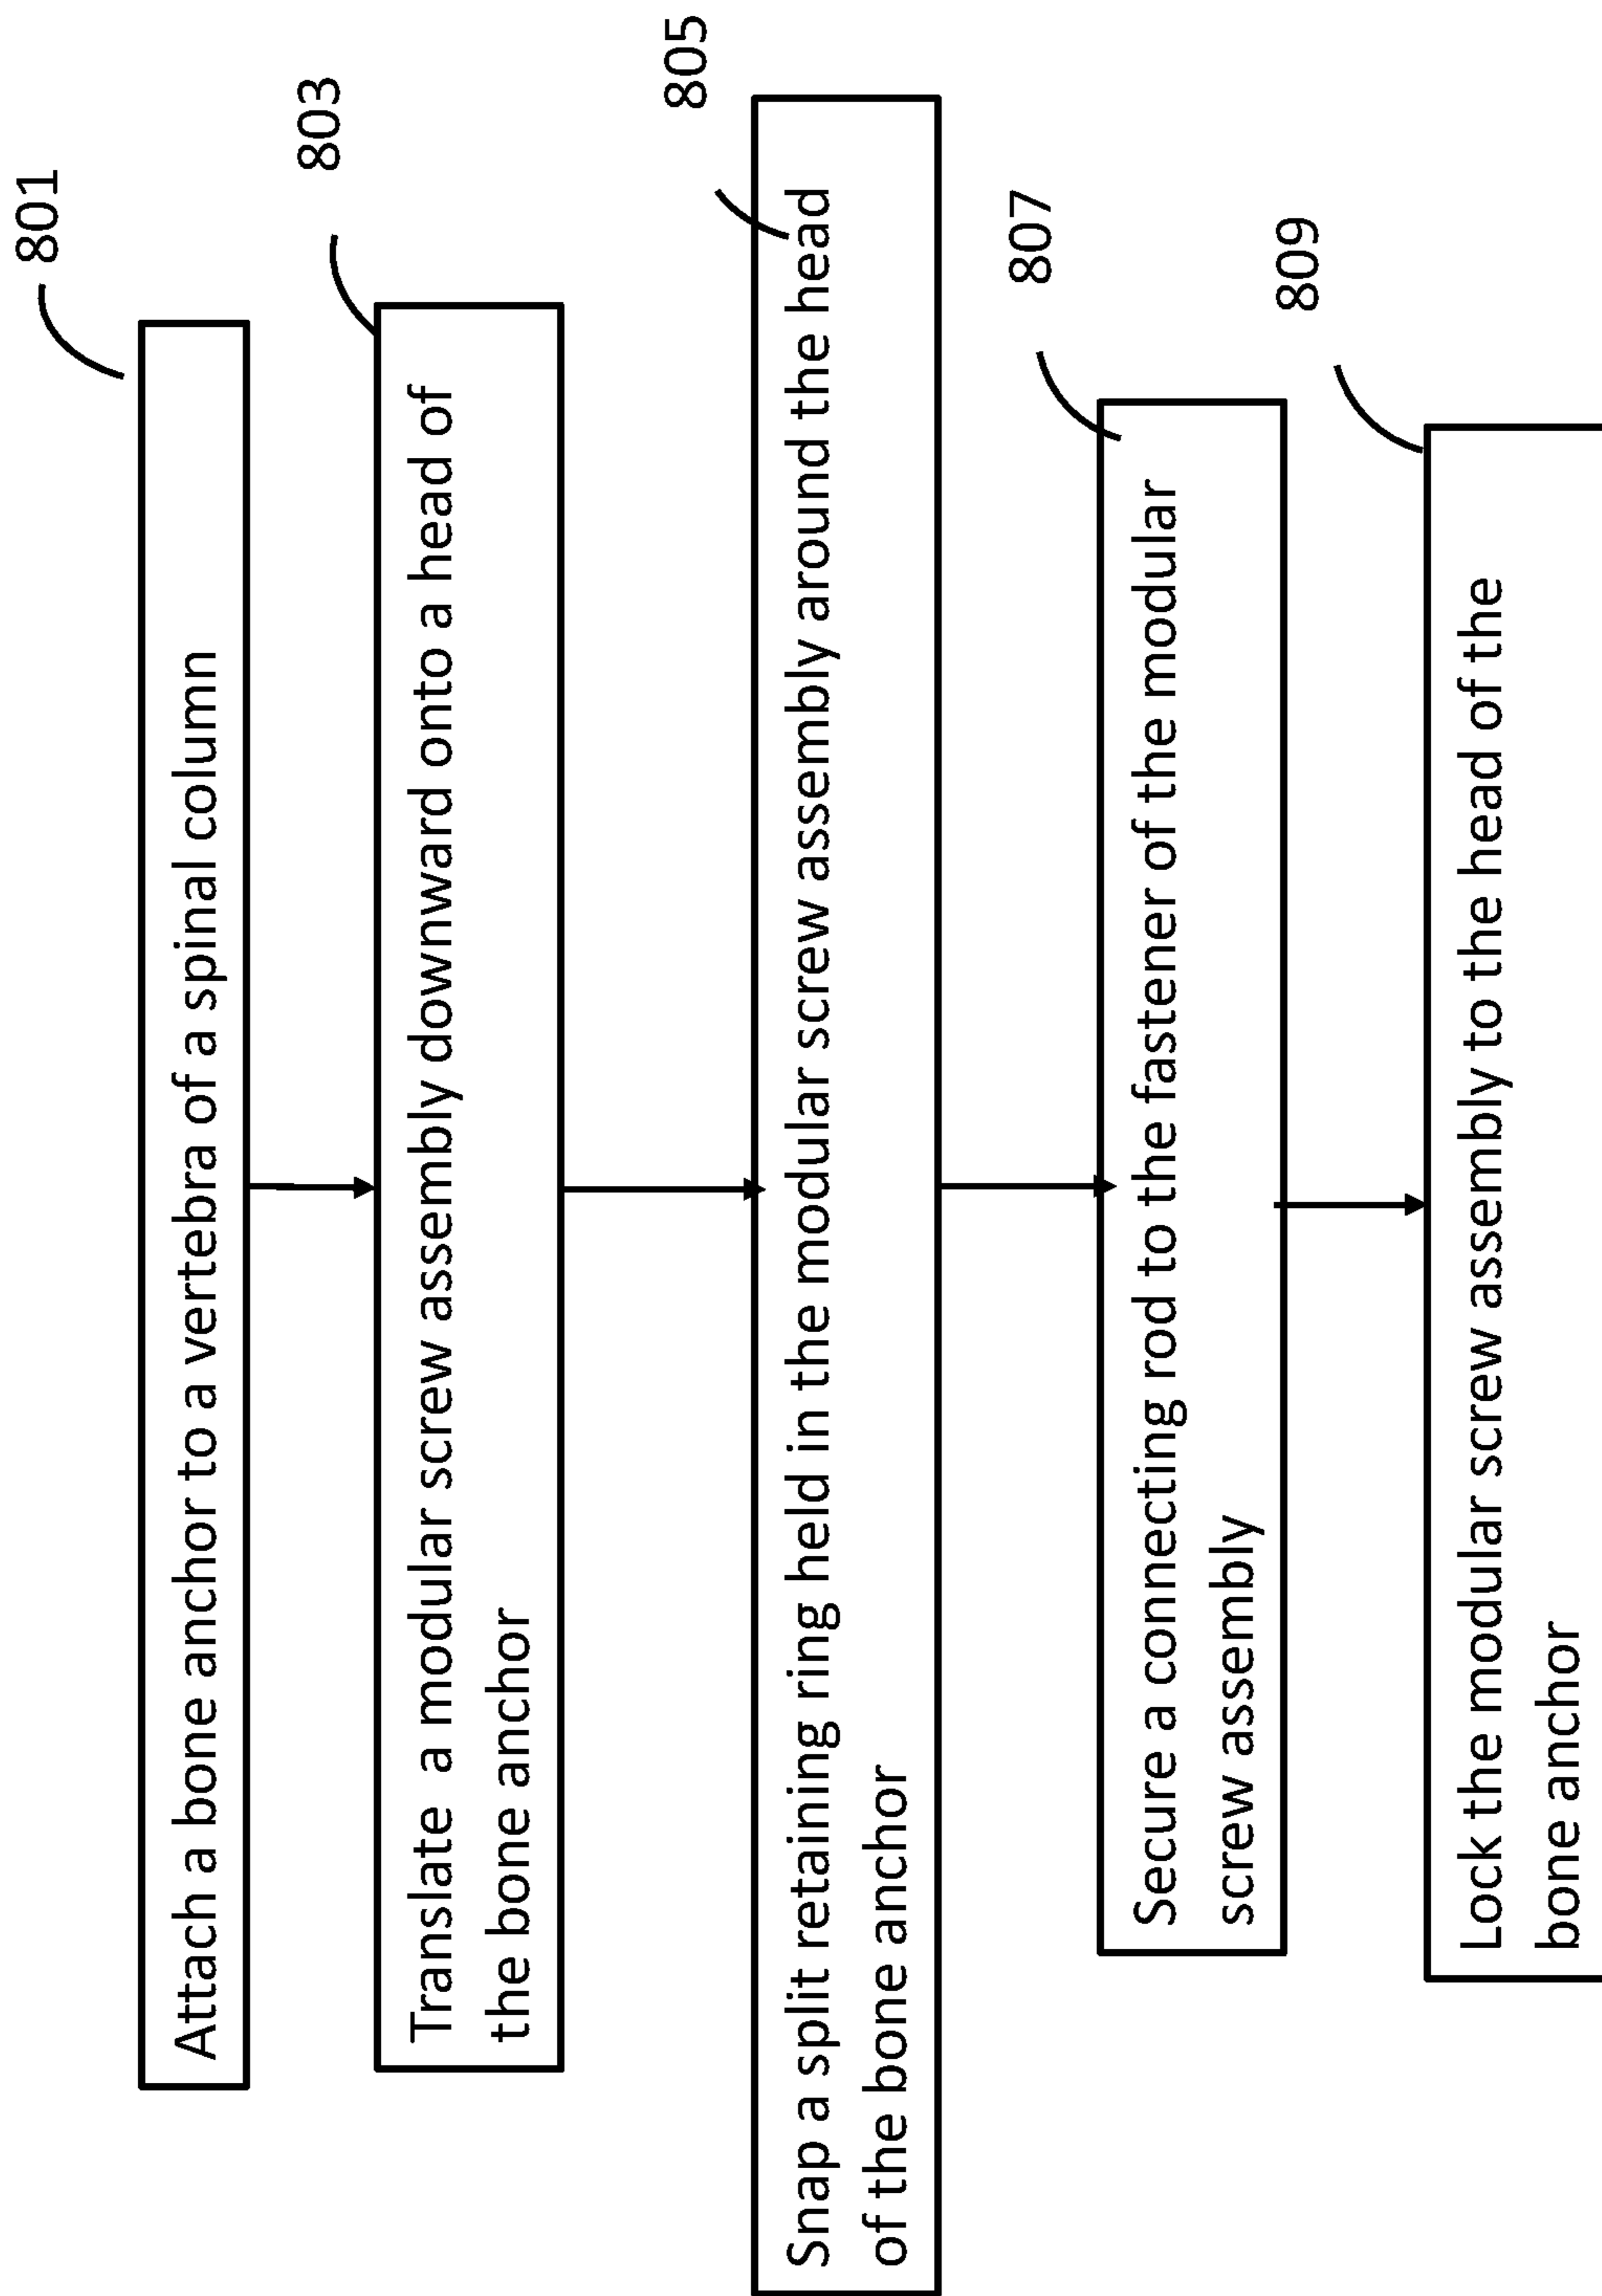 801
Attach a bone anchor to a vertebra of a spinal column
803
Translate a modular screw assembly downward onto a head of
the bone anchor
805
Snap a split retaining ring held in the modular screw assembly around the head
of the bone anchor
807
Secure a connecting rod to the fastener of the modular
screw assembly
809
Lock the modular screw assembly to the head of the
bone anchor